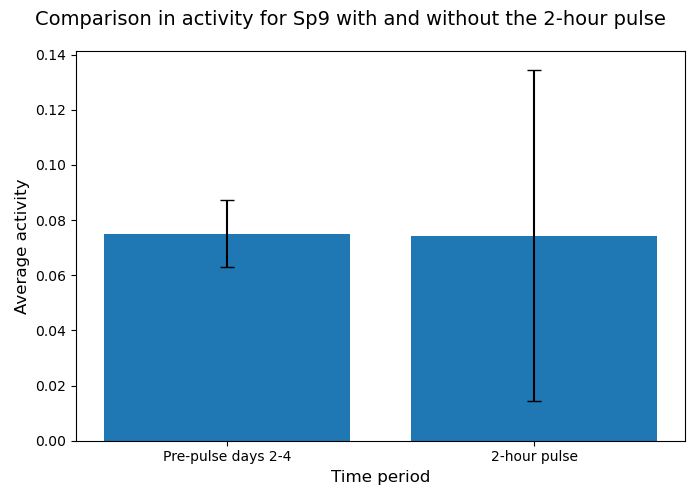 Comparison in activity for Sp9 with and without the 2-hour pulse
0.14
0.12
0.10
0.08
0.06
0.04
0.02
0.00
Average activity
Pre-pulse days 2-4
2-hour pulse
Time period